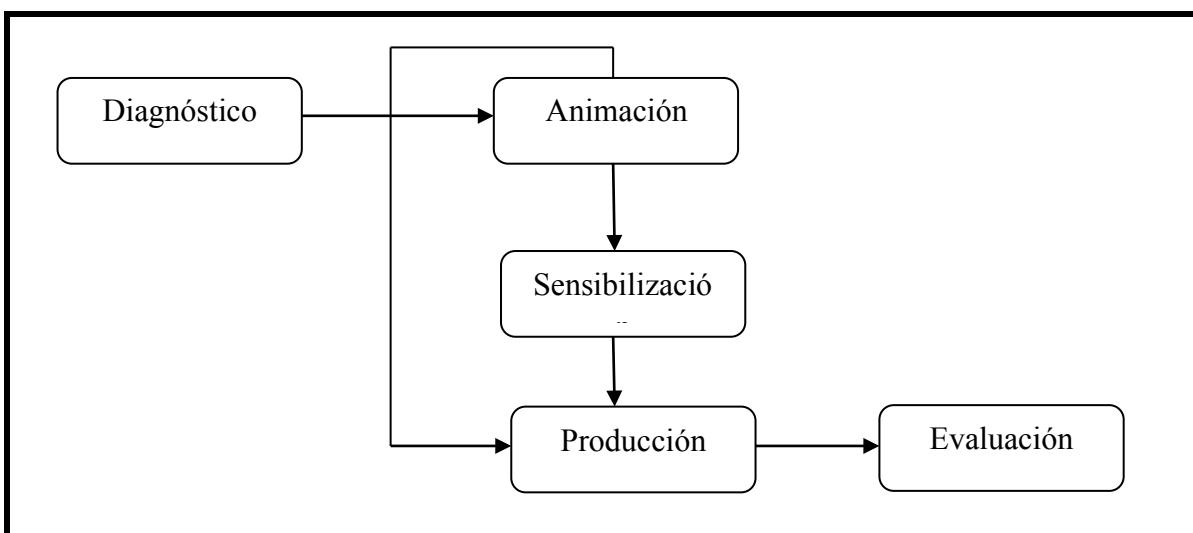 Diagnóstico
Animación
Sensibilizació
Producción
Evaluación